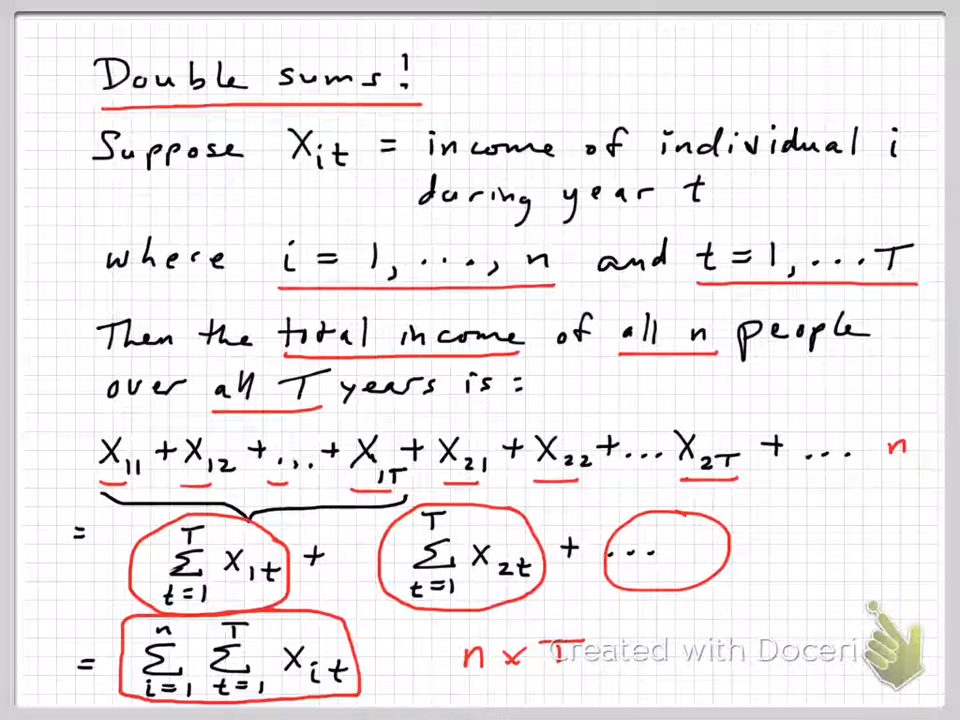 Double sums!
Suppose X_it = income of individual i
during year t
where i = 1, ..., n and t = 1, ... T
Then the total income of all n people
over all T years is:
X_11 + X_12 + ... + X_1T + X_21 + X_22 + ... X_2T + ... n
= Σ_{t=1}^{T} X_1t + Σ_{t=1}^{T} X_2t + ...
= Σ_{i=1}^{n} Σ_{t=1}^{T} X_it n × T
Created with Doceri